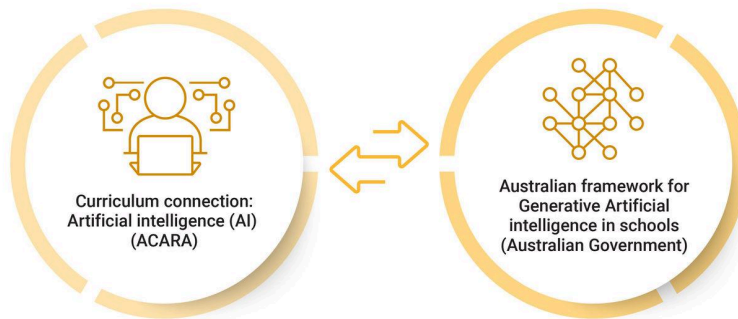 Curriculum connection:
Artificial intelligence (AI)
(ACARA)
Australian framework for
Generative Artificial
intelligence in schools
(Australian Government)